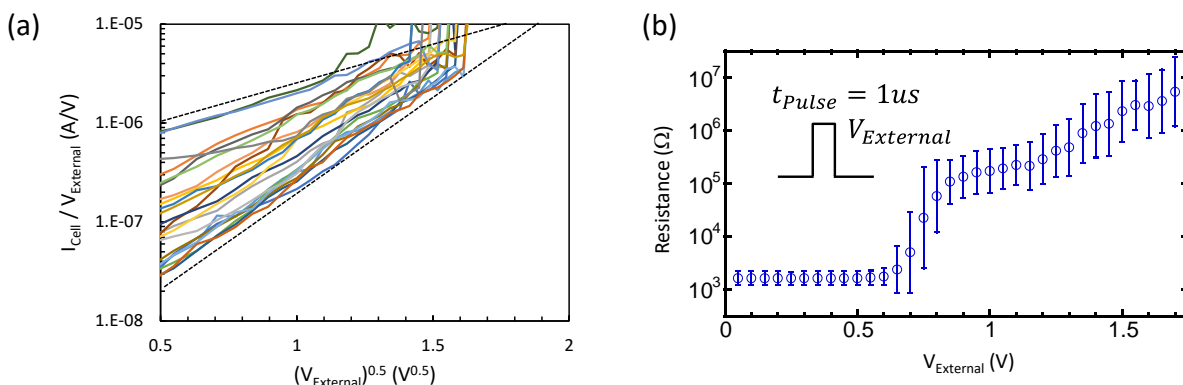 (a)
1.E-05
1.E-06
1.E-07
1.E-08
I_Cell / V_External (A/V)
0.5
1
1.5
2
(V_External)^0.5 (V^0.5)
(b)
10^7
10^6
10^5
10^4
10^3
Resistance (Ω)
t_Pulse = 1us
V_External
0
0.5
1
1.5
V_External (V)